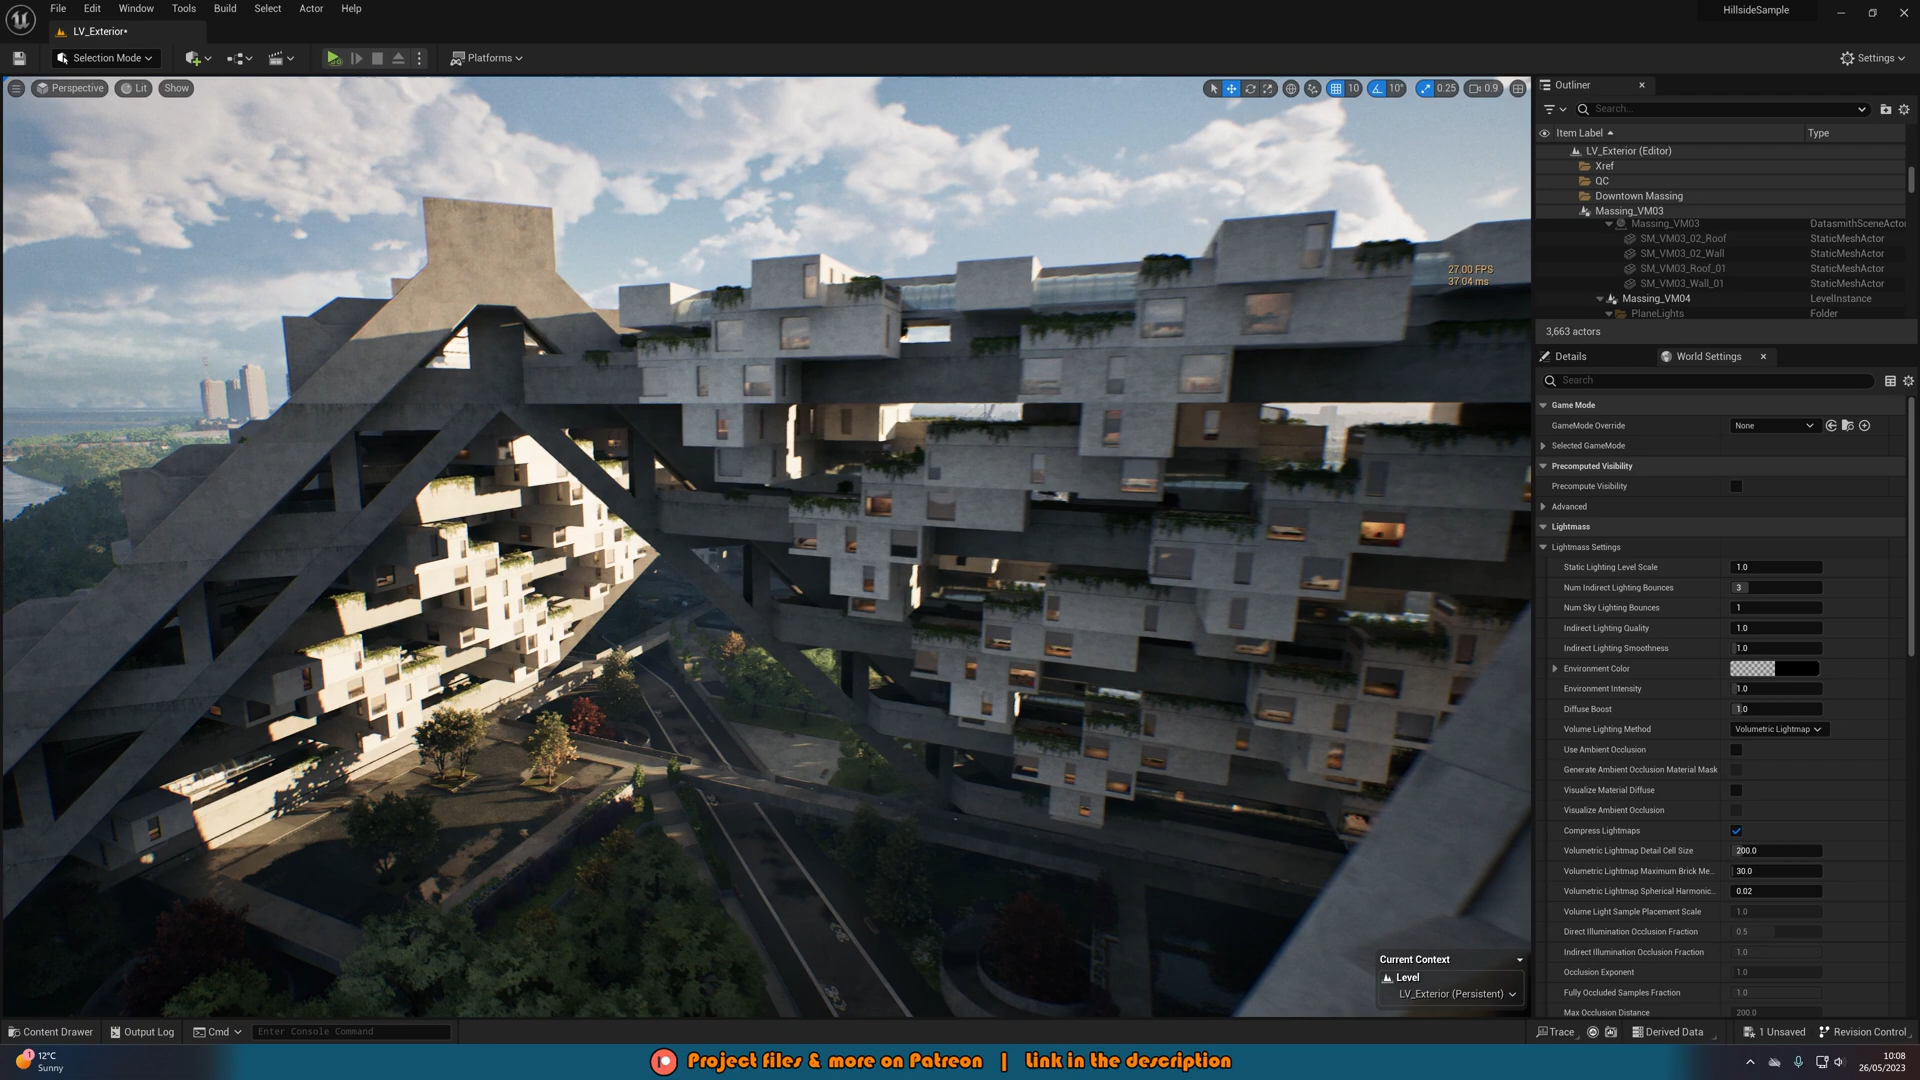 File Edit Window Tools Build Select Actor Help
HillsideSample
LV_Exterior*
Selection Mode
Platforms
Settings
Perspective Lit Show
10 10° 0.25 0.9
27.00 FPS
37.04 ms
Outliner
Search...
Item Label Type
LV_Exterior (Editor)
Xref
QC
Downtown Massing
Massing_VM03
Massing_VM03 DatasmithSceneActor
SM_VM03_02_Roof StaticMeshActor
SM_VM03_02_Wall StaticMeshActor
SM_VM03_Roof_01 StaticMeshActor
SM_VM03_Wall_01 StaticMeshActor
Massing_VM04 LevelInstance
PlaneLights Folder
3,663 actors
Details World Settings
Search
Game Mode
GameMode Override None
Selected GameMode
Precomputed Visibility
Precompute Visibility
Advanced
Lightmass
Lightmass Settings
Static Lighting Level Scale 1.0
Num Indirect Lighting Bounces 3
Num Sky Lighting Bounces 1
Indirect Lighting Quality 1.0
Indirect Lighting Smoothness 1.0
Environment Color
Environment Intensity 1.0
Diffuse Boost 1.0
Volume Lighting Method Volumetric Lightmap
Use Ambient Occlusion
Generate Ambient Occlusion Material Mask
Visualize Material Diffuse
Visualize Ambient Occlusion
Compress Lightmaps
Volumetric Lightmap Detail Cell Size 200.0
Volumetric Lightmap Maximum Brick Me... 30.0
Volumetric Lightmap Spherical Harmonic... 0.02
Volume Light Sample Placement Scale 1.0
Direct Illumination Occlusion Fraction 0.5
Indirect Illumination Occlusion Fraction 1.0
Occlusion Exponent 1.0
Fully Occluded Samples Fraction 1.0
Max Occlusion Distance 200.0
Current Context
Level
LV_Exterior (Persistent)
Content Drawer Output Log Cmd Enter Console Command
Trace Derived Data 1 Unsaved Revision Control
1
12°C
Sunny
Project files & more on Patreon | Link in the description
10:08
26/05/2023